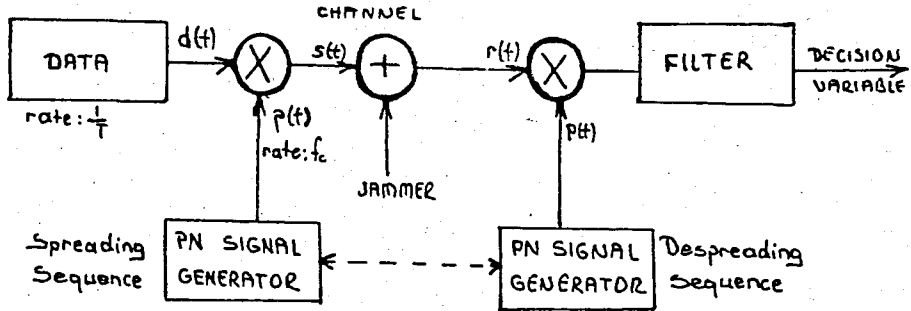 CHANNEL
DATA
d(t)
s(t)
r(t)
FILTER
DECISION
VARIABLE
rate: 1/T
p(t)
rate: fc
p(t)
JAMMER
Spreading
Sequence
PN SIGNAL
GENERATOR
PN SIGNAL
GENERATOR
Despreading
Sequence